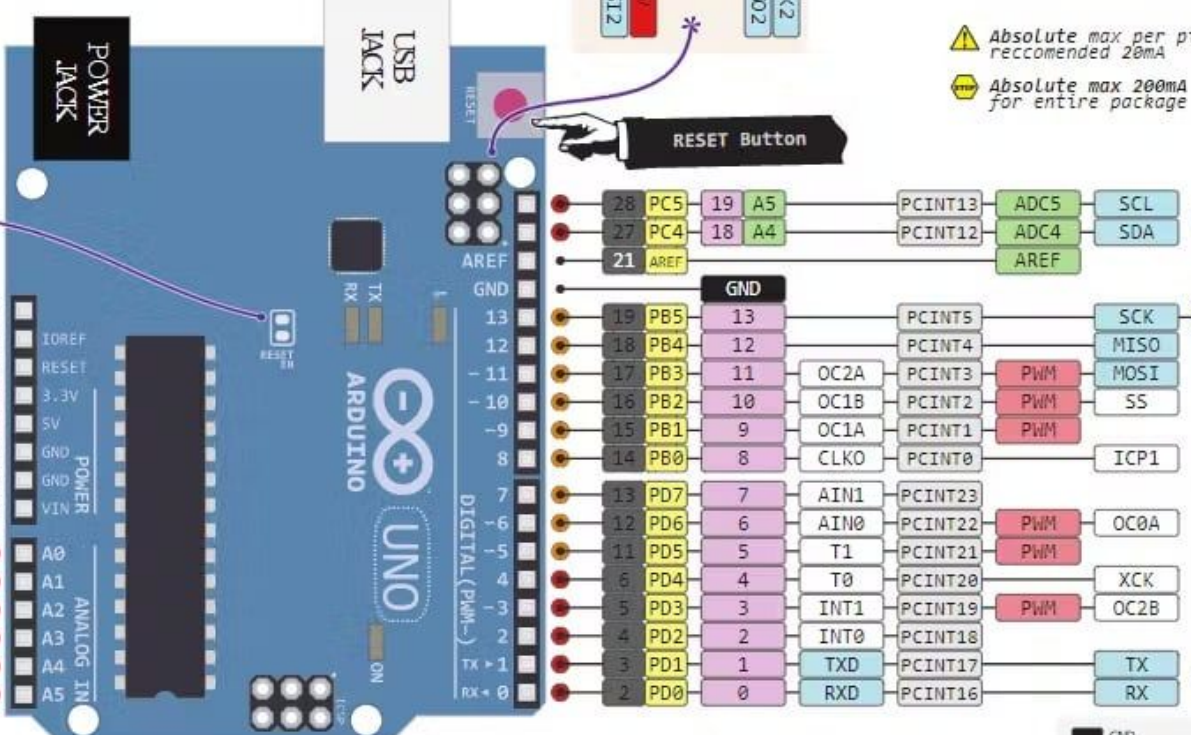 POWER JACK
USB JACK
RESET
RESET Button
Absolute max per
reccomended 20mA
STOP
Absolute max 200mA
for entire package
28 PC5 19 A5 PCINT13 ADC5 SCL
27 PC4 18 A4 PCINT12 ADC4 SDA
AREF 21 AREF AREF
GND GND
13 19 PB5 13 PCINT5 SCK
12 18 PB4 12 PCINT4 MISO
~11 17 PB3 11 OC2A PCINT3 PWM MOSI
~10 16 PB2 10 OC1B PCINT2 PWM SS
~9 15 PB1 9 OC1A PCINT1 PWM
8 14 PB0 8 CLKO PCINT0 ICP1
7 13 PD7 7 AIN1 PCINT23
~6 12 PD6 6 AIN0 PCINT22 PWM OC0A
~5 11 PD5 5 T1 PCINT21 PWM
4 6 PD4 4 T0 PCINT20 XCK
~3 5 PD3 3 INT1 PCINT19 PWM OC2B
2 4 PD2 2 INT0 PCINT18
TX ▸ 1 3 PD1 1 TXD PCINT17 TX
RX ◂ 0 2 PD0 0 RXD PCINT16 RX
RX
TX
L
RESET EN
ARDUINO
UNO
DIGITAL (PWM~)
ON
ICSP
IOREF
RESET
3.3V
5V
GND
GND
VIN
POWER
A0
A1
A2
A3
A4
A5
ANALOG IN